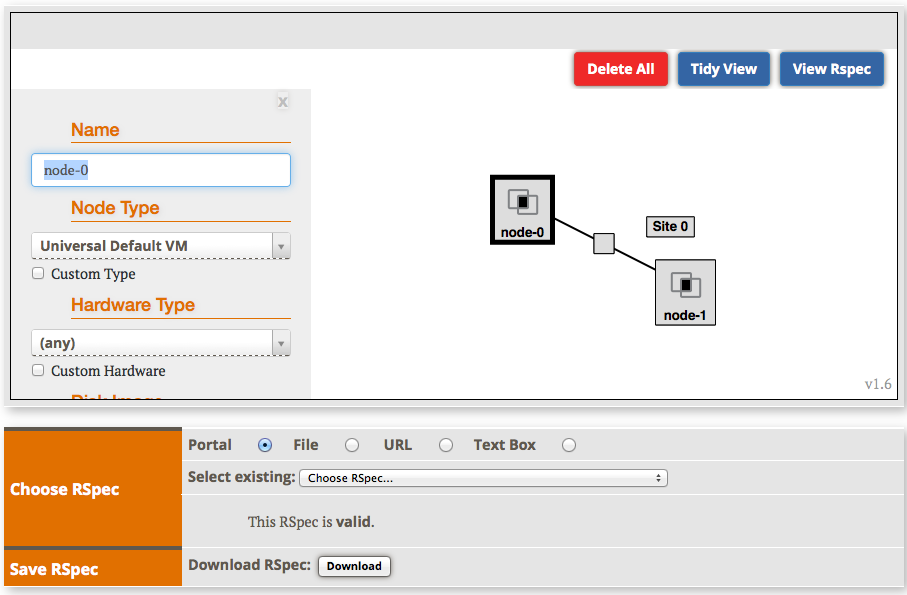 Delete All
Tidy View
View Rspec
x
Name
node-0
Node Type
Universal Default VM
Custom Type
Hardware Type
(any)
Custom Hardware
Disk Image
node-0
Site 0
node-1
v1.6
Choose RSpec
Portal File URL Text Box
Select existing: Choose RSpec...
This RSpec is valid.
Save RSpec
Download RSpec: Download